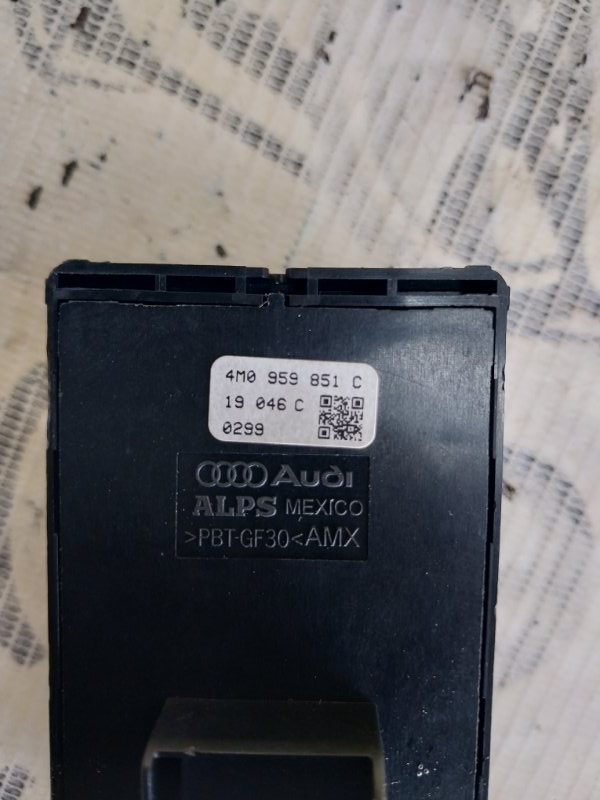 4M0 959 851 C
19 046 C
0299
Audi
ALPS MEXICO
>PBT-GF30<AMX